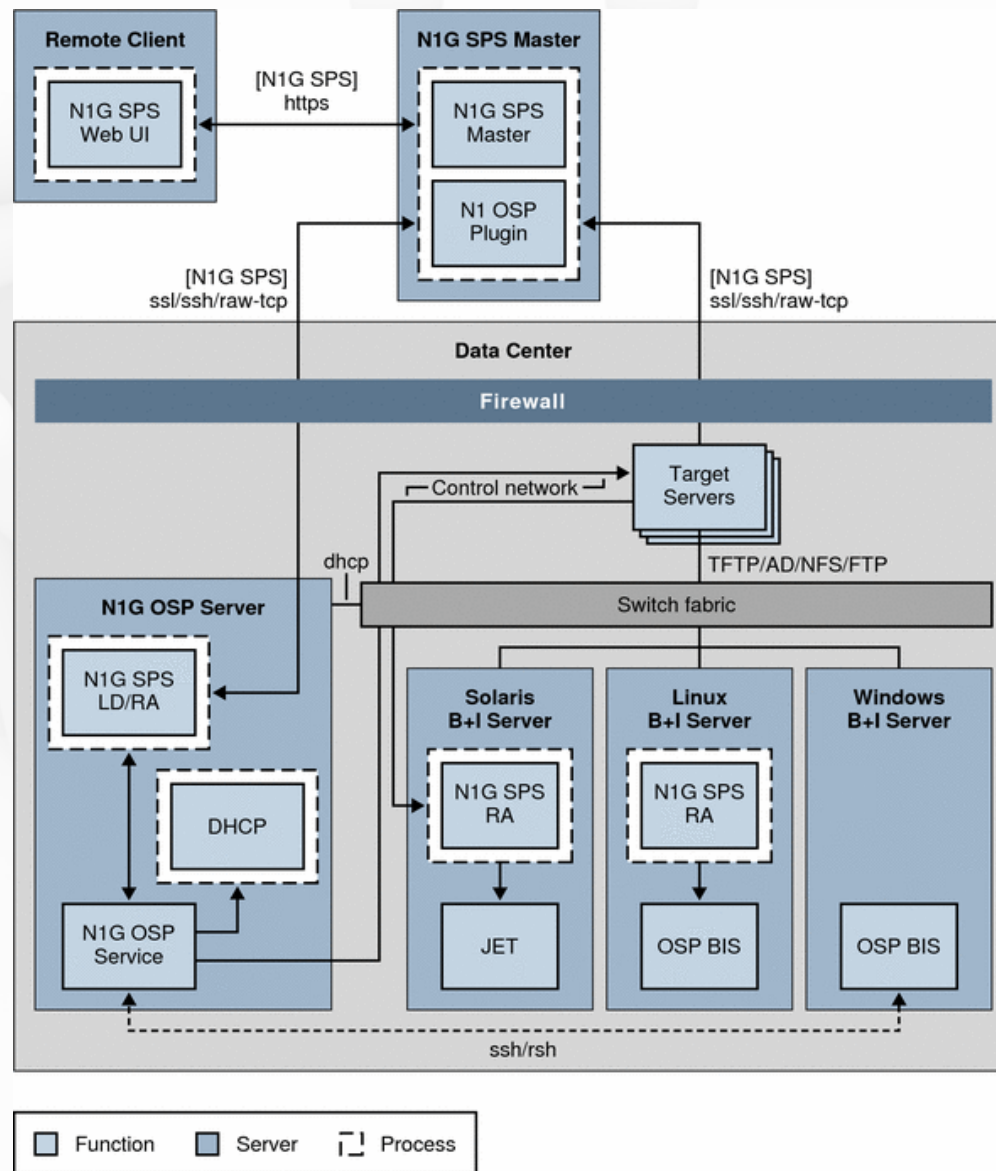 Remote Client
N1G SPS
Web UI
[N1G SPS]
https
N1G SPS Master
N1G SPS
Master
N1 OSP
Plugin
[N1G SPS]
ssl/ssh/raw-tcp
[N1G SPS]
ssl/ssh/raw-tcp
Data Center
Firewall
Target
Servers
Control network
TFTP/AD/NFS/FTP
dhcp
Switch fabric
N1G OSP Server
N1G SPS
LD/RA
DHCP
N1G OSP
Service
Solaris
B+I Server
N1G SPS
RA
JET
Linux
B+I Server
N1G SPS
RA
OSP BIS
Windows
B+I Server
OSP BIS
ssh/rsh
Function
Server
Process